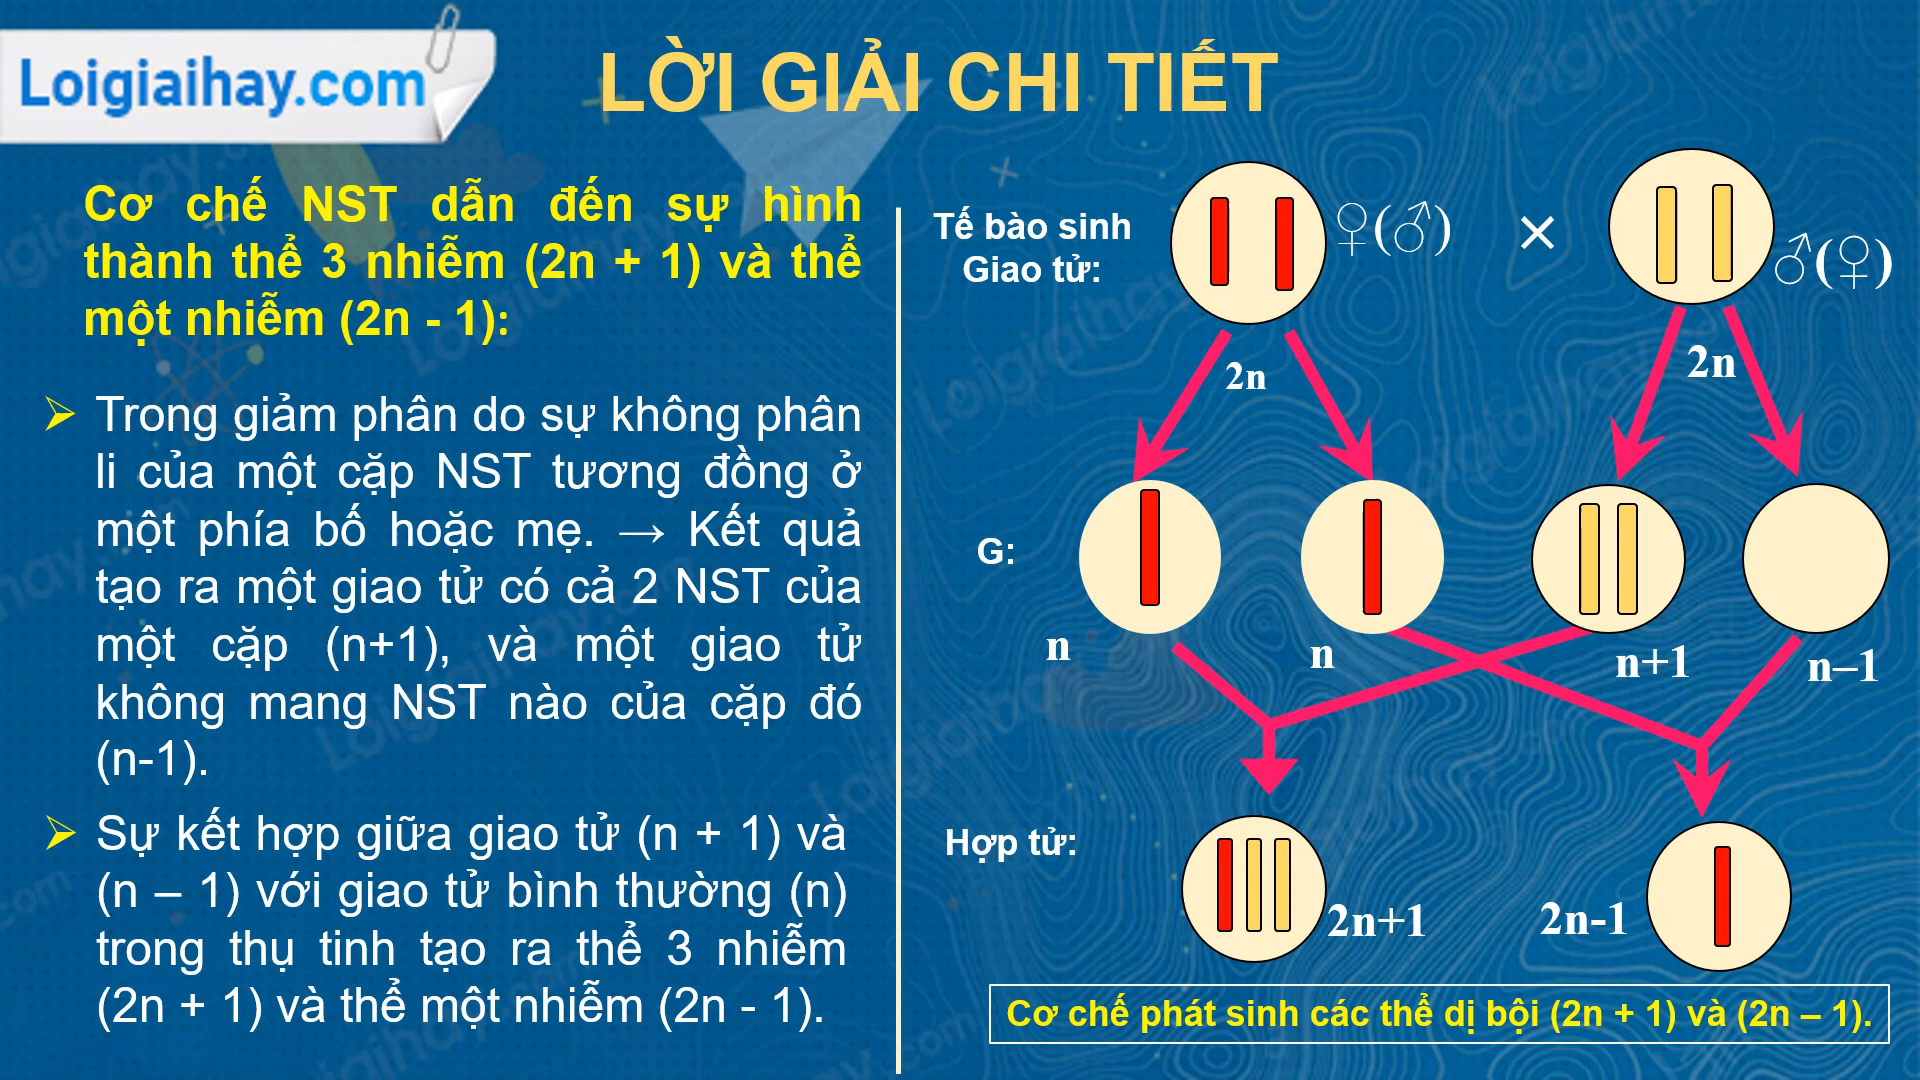 Loigiaihay.com
LỜI GIẢI CHI TIẾT
Cơ chế NST dẫn đến sự hình
thành thể 3 nhiễm (2n + 1) và thể
một nhiễm (2n - 1):
➢ Trong giảm phân do sự không phân
li của một cặp NST tương đồng ở
một phía bố hoặc mẹ. → Kết quả
tạo ra một giao tử có cả 2 NST của
một cặp (n+1), và một giao tử
không mang NST nào của cặp đó
(n-1).
➢ Sự kết hợp giữa giao tử (n + 1) và
(n – 1) với giao tử bình thường (n)
trong thụ tinh tạo ra thể 3 nhiễm
(2n + 1) và thể một nhiễm (2n - 1).
Tế bào sinh
Giao tử:
♀(♂) × ♂(♀)
2n 2n
G:
n n n+1 n–1
Hợp tử:
2n+1 2n-1
Cơ chế phát sinh các thể dị bội (2n + 1) và (2n – 1).